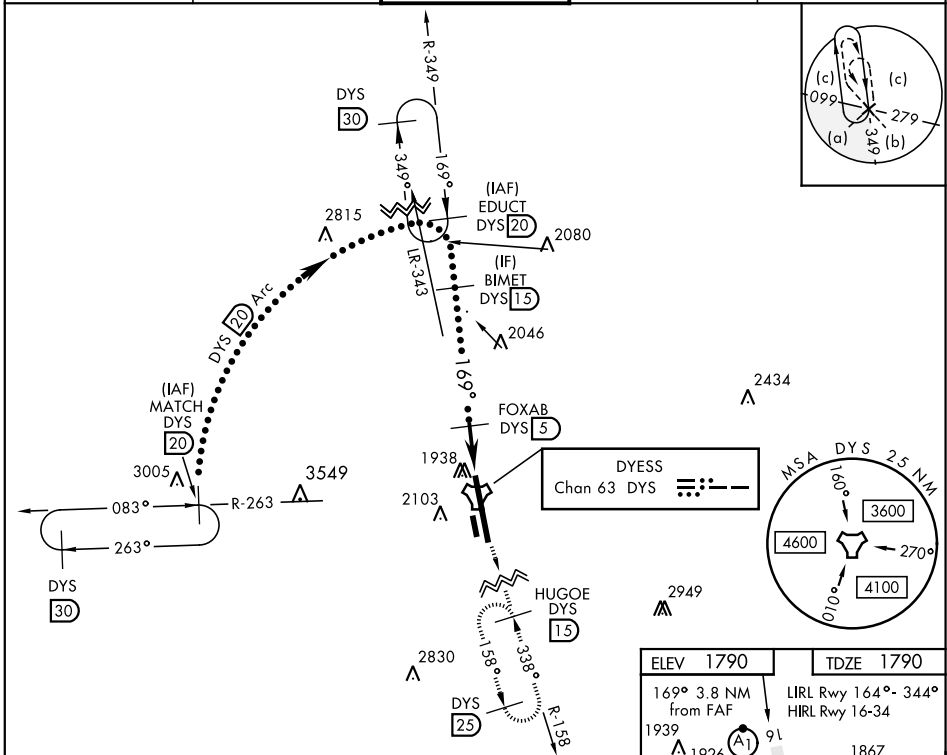 R-349
DYS
30
349°
169°
(IAF)
EDUCT
DYS 20
2815
2080
LR-343
(IF)
BIMET
DYS 15
2046
DYS 20 Arc
169°
2434
(IAF)
MATCH
DYS
20
FOXAB
DYS 5
3005
3549
1938
2103
DYESS
Chan 63 DYS
083°
R-263
263°
DYS
30
HUGOE
DYS
15
2949
2830
158°
338°
DYS
25
R-158
(c)
(c)
099
279
(a)
(b)
349
MSA DYS 25 NM
160°
3600
4600
270°
4100
010°
ELEV 1790
TDZE 1790
169° 3.8 NM
from FAF
LIRL Rwy 164°- 344°
HIRL Rwy 16-34
1939
1926
A1
16
1867